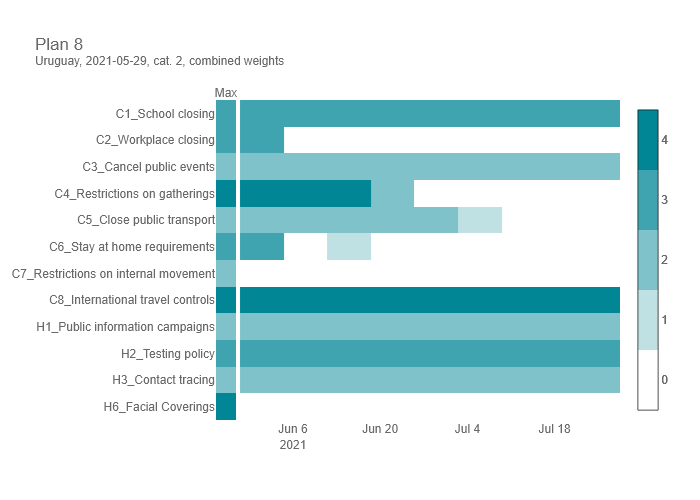 Plan 8
Uruguay, 2021-05-29, cat. 2, combined weights
Max
C1_School closing
C2_Workplace closing
C3_Cancel public events
C4_Restrictions on gatherings
C5_Close public transport
C6_Stay at home requirements
C7_Restrictions on internal movement
C8_International travel controls
H1_Public information campaigns
H2_Testing policy
H3_Contact tracing
H6_Facial Coverings
Jun 6 Jun 20 Jul 4 Jul 18
2021
4
3
2
1
0